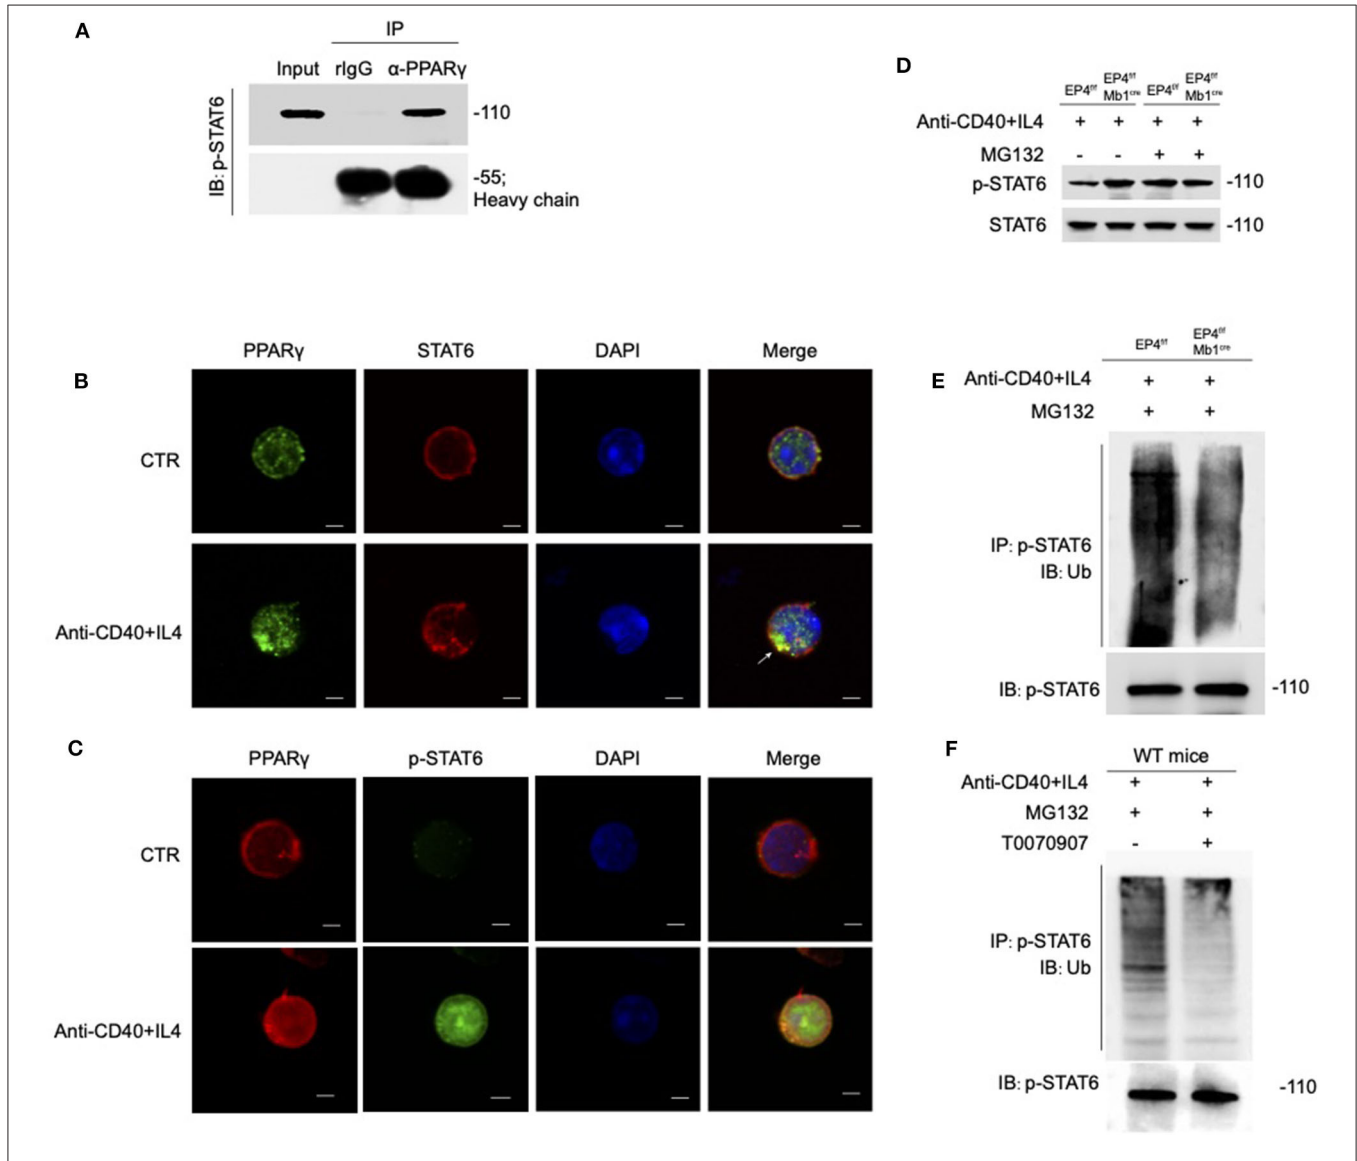 A
IP
Input rIgG α-PPARγ
IB: p-STAT6
-110
-55;
Heavy chain
B
PPARγ STAT6 DAPI Merge
CTR
Anti-CD40+IL4
C
PPARγ p-STAT6 DAPI Merge
CTR
Anti-CD40+IL4
D
EP4f/f EP4f/f Mb1cre EP4f/f EP4f/f Mb1cre
Anti-CD40+IL4 + + + +
MG132 - - + +
p-STAT6 -110
STAT6 -110
E
EP4f/f EP4f/f Mb1cre
Anti-CD40+IL4 + +
MG132 + +
IP: p-STAT6
IB: Ub
IB: p-STAT6 -110
F
WT mice
Anti-CD40+IL4 + +
MG132 + +
T0070907 - +
IP: p-STAT6
IB: Ub
IB: p-STAT6 -110